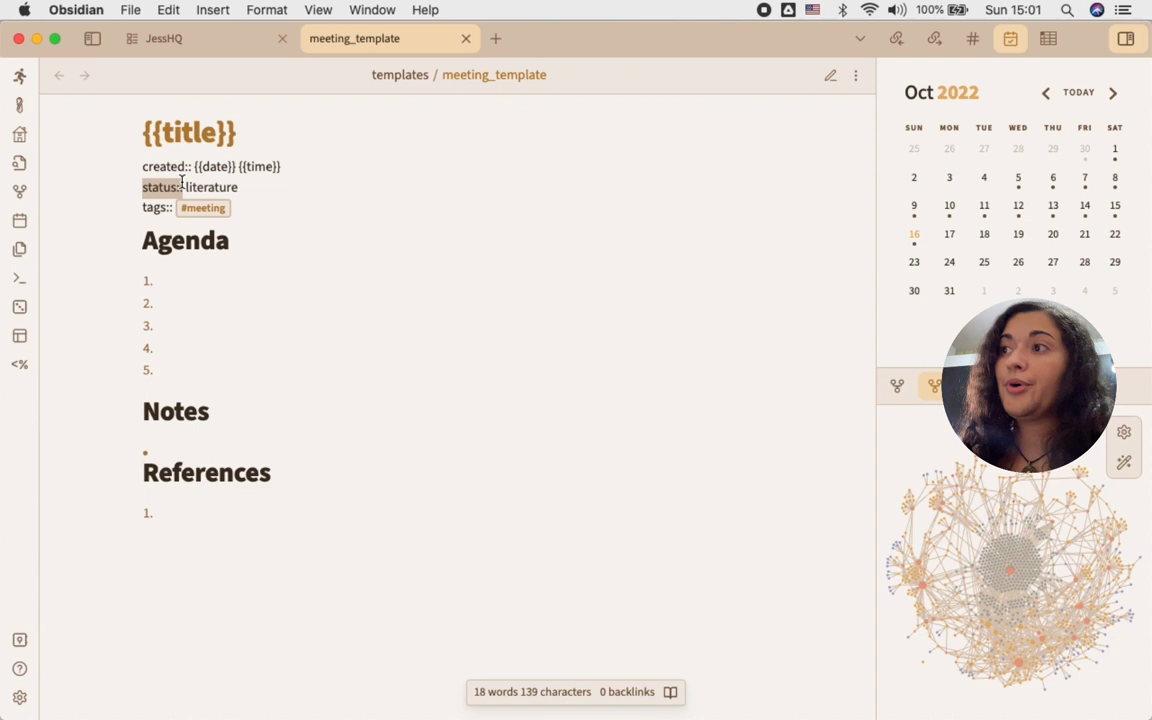 Obsidian File Edit Insert Format View Window Help 100% Sun 15:01
JessHQ
meeting_template
templates / meeting_template
{{title}}
created:: {{date}} {{time}}
status:: literature
tags:: #meeting
Agenda
1.
2.
3.
4.
5.
Notes
References
1.
18 words 139 characters 0 backlinks
<%
Oct 2022 TODAY
SUN MON TUE WED THU FRI SAT
25 26 27 28 29 30 1
2 3 4 5 6 7 8
9 10 11 12 13 14 15
16 17 18 19 20 21 22
23 24 25 26 27 28 29
30 31 1 2 3 4 5